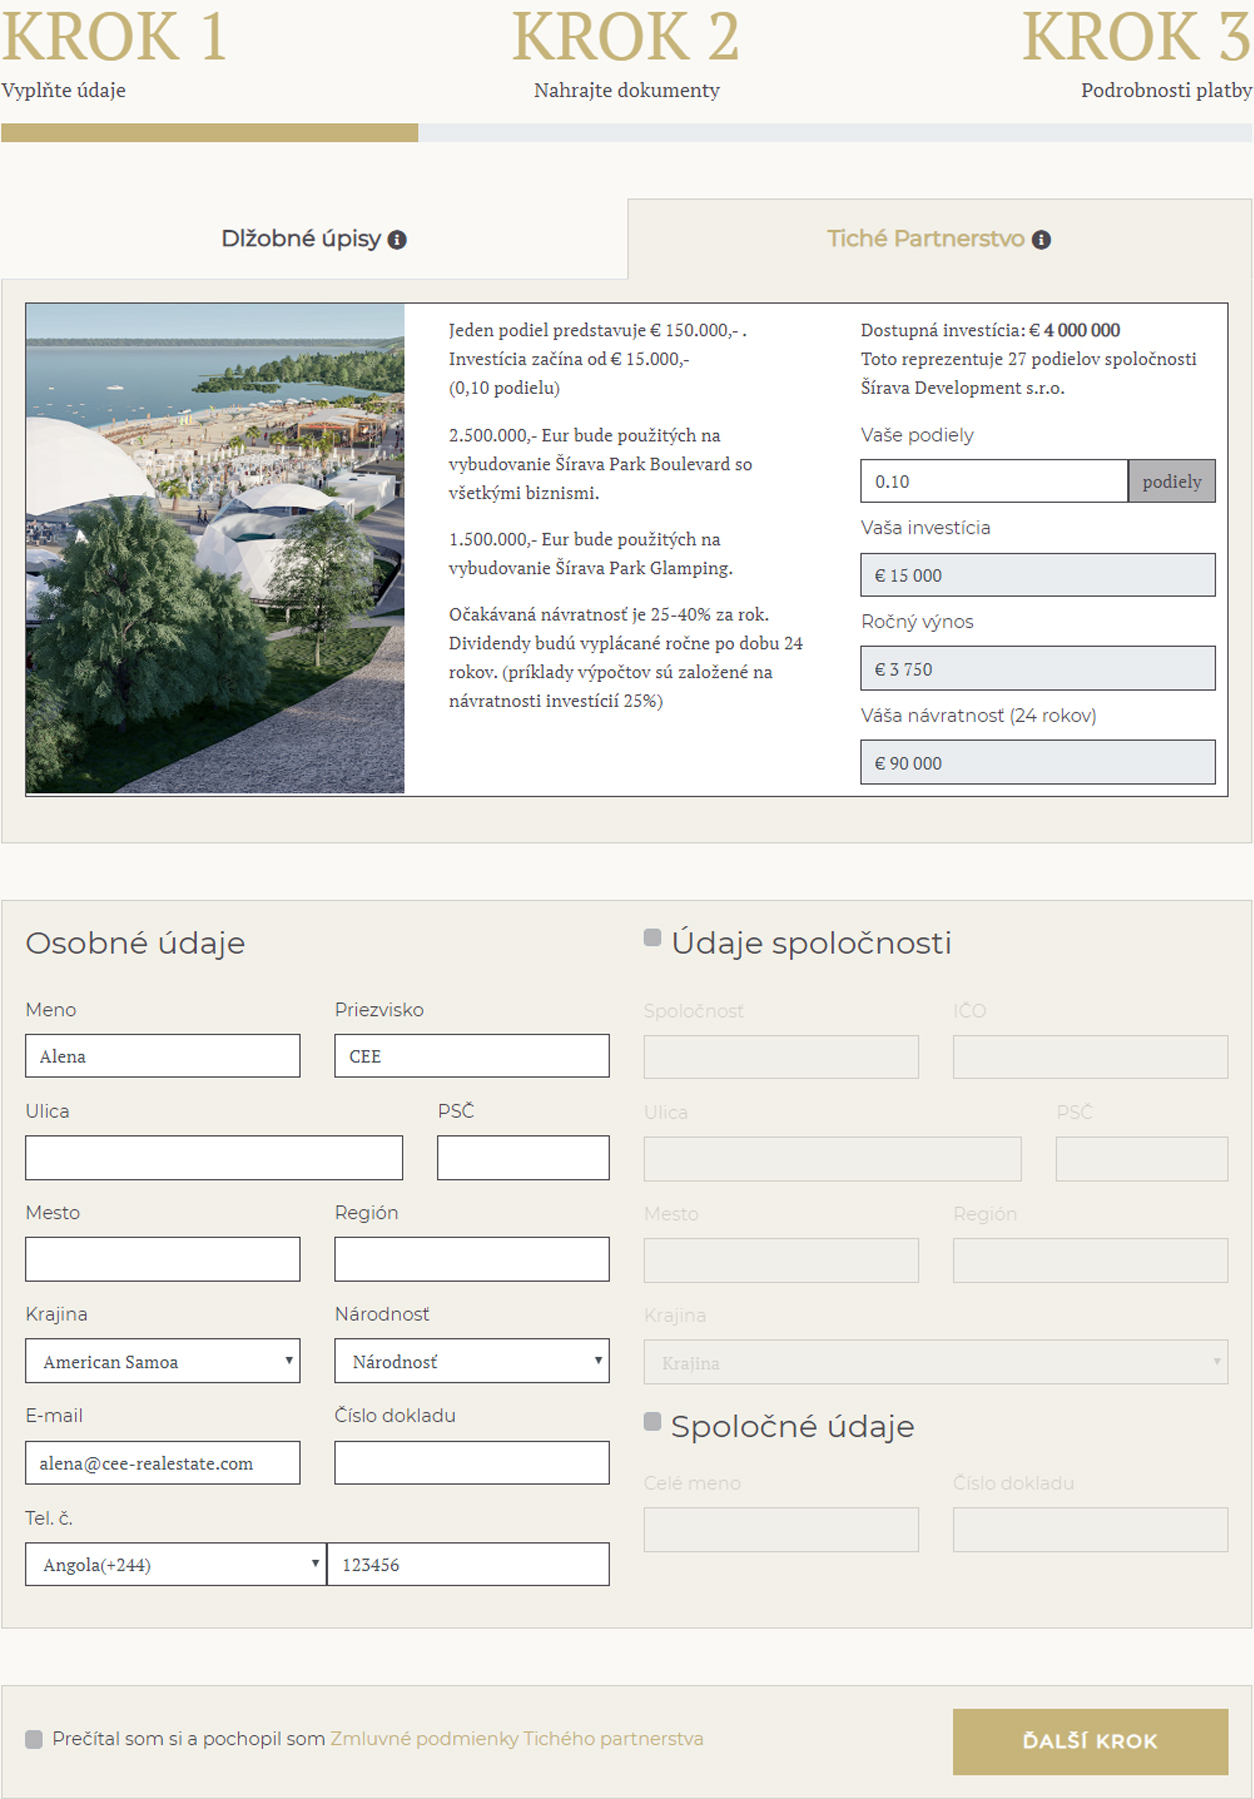 KROK 1
Vyplňte údaje
KROK 2
Nahrajte dokumenty
KROK 3
Podrobnosti platby
Dlžobné úpisy
Tiché Partnerstvo
Jeden podiel predstavuje € 150.000,- .
Investícia začína od € 15.000,-
(0,10 podielu)
2.500.000,- Eur bude použitých na
vybudovanie Šírava Park Boulevard so
všetkými biznismi.
1.500.000,- Eur bude použitých na
vybudovanie Šírava Park Glamping.
Očakávaná návratnosť je 25-40% za rok.
Dividendy budú vyplácané ročne po dobu 24
rokov. (príklady výpočtov sú založené na
návratnosti investícií 25%)
Dostupná investícia: € 4 000 000
Toto reprezentuje 27 podielov spoločnosti
Šírava Development s.r.o.
Vaše podiely
0.10 podiely
Vaša investícia
€ 15 000
Ročný výnos
€ 3 750
Váša návratnosť (24 rokov)
€ 90 000
Osobné údaje
Meno Priezvisko
Alena CEE
Ulica PSČ
Mesto Región
Krajina Národnosť
American Samoa Národnosť
E-mail Číslo dokladu
alena@cee-realestate.com
Tel. č.
Angola(+244) 123456
Údaje spoločnosti
Spoločnosť IČO
Ulica PSČ
Mesto Región
Krajina
Krajina
Spoločné údaje
Celé meno Číslo dokladu
Prečítal som si a pochopil som Zmluvné podmienky Tichého partnerstva
ĎALŠÍ KROK